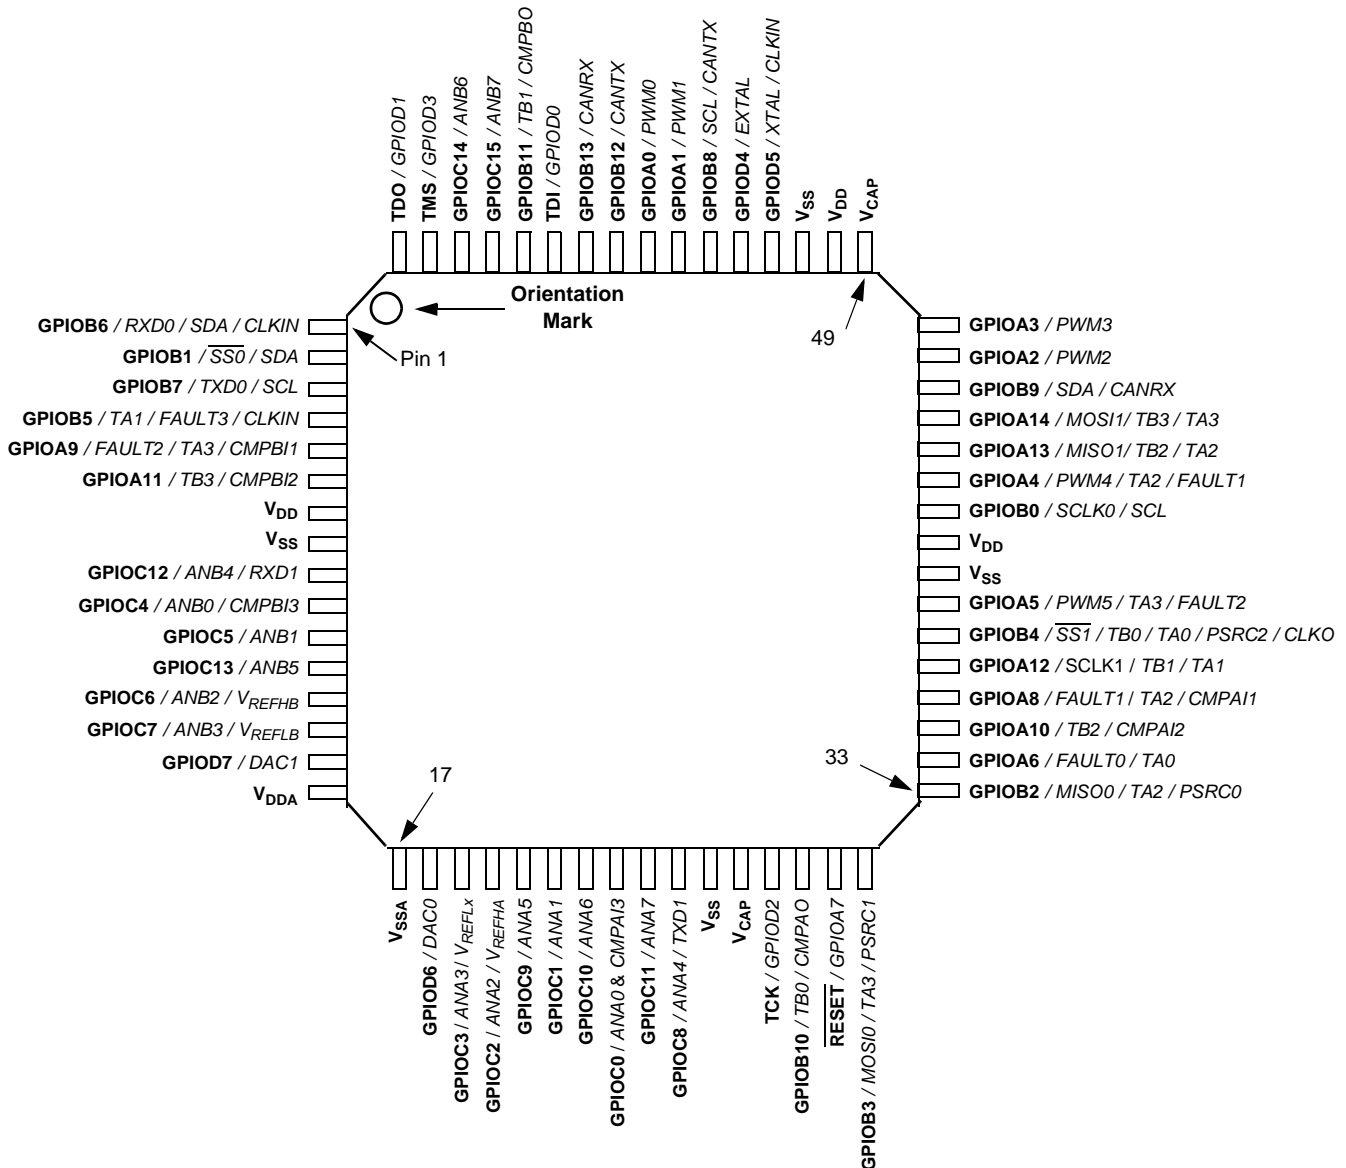 TDO / GPIOD1
TMS / GPIOD3
GPIOC14 / ANB6
GPIOC15 / ANB7
GPIOB11 / TB1 / CMPBO
TDI / GPIOD0
GPIOB13 / CANRX
GPIOB12 / CANTX
GPIOA0 / PWM0
GPIOA1 / PWM1
GPIOB8 / SCL / CANTX
GPIOD4 / EXTAL
GPIOD5 / XTAL / CLKIN
VSS
VDD
VCAP
Orientation
Mark
Pin 1
49
GPIOB6 / RXD0 / SDA / CLKIN
GPIOB1 / SS0 / SDA
GPIOB7 / TXD0 / SCL
GPIOB5 / TA1 / FAULT3 / CLKIN
GPIOA9 / FAULT2 / TA3 / CMPBI1
GPIOA11 / TB3 / CMPBI2
VDD
VSS
GPIOC12 / ANB4 / RXD1
GPIOC4 / ANB0 / CMPBI3
GPIOC5 / ANB1
GPIOC13 / ANB5
GPIOC6 / ANB2 / VREFHB
GPIOC7 / ANB3 / VREFLB
GPIOD7 / DAC1
VDDA
GPIOA3 / PWM3
GPIOA2 / PWM2
GPIOB9 / SDA / CANRX
GPIOA14 / MOSI1/ TB3 / TA3
GPIOA13 / MISO1/ TB2 / TA2
GPIOA4 / PWM4 / TA2 / FAULT1
GPIOB0 / SCLK0 / SCL
VDD
VSS
GPIOA5 / PWM5 / TA3 / FAULT2
GPIOB4 / SS1 / TB0 / TA0 / PSRC2 / CLKO
GPIOA12 / SCLK1 / TB1 / TA1
GPIOA8 / FAULT1 / TA2 / CMPAI1
GPIOA10 / TB2 / CMPAI2
GPIOA6 / FAULT0 / TA0
GPIOB2 / MISO0 / TA2 / PSRC0
17
33
VSSA
GPIOD6 / DAC0
GPIOC3 / ANA3 / VREFLx
GPIOC2 / ANA2 / VREFHA
GPIOC9 / ANA5
GPIOC1 / ANA1
GPIOC10 / ANA6
GPIOC0 / ANA0 & CMPAI3
GPIOC11 / ANA7
GPIOC8 / ANA4 / TXD1
VSS
VCAP
TCK / GPIOD2
GPIOB10 / TB0 / CMPAO
RESET / GPIOA7
GPIOB3 / MOSI0 / TA3 / PSRC1